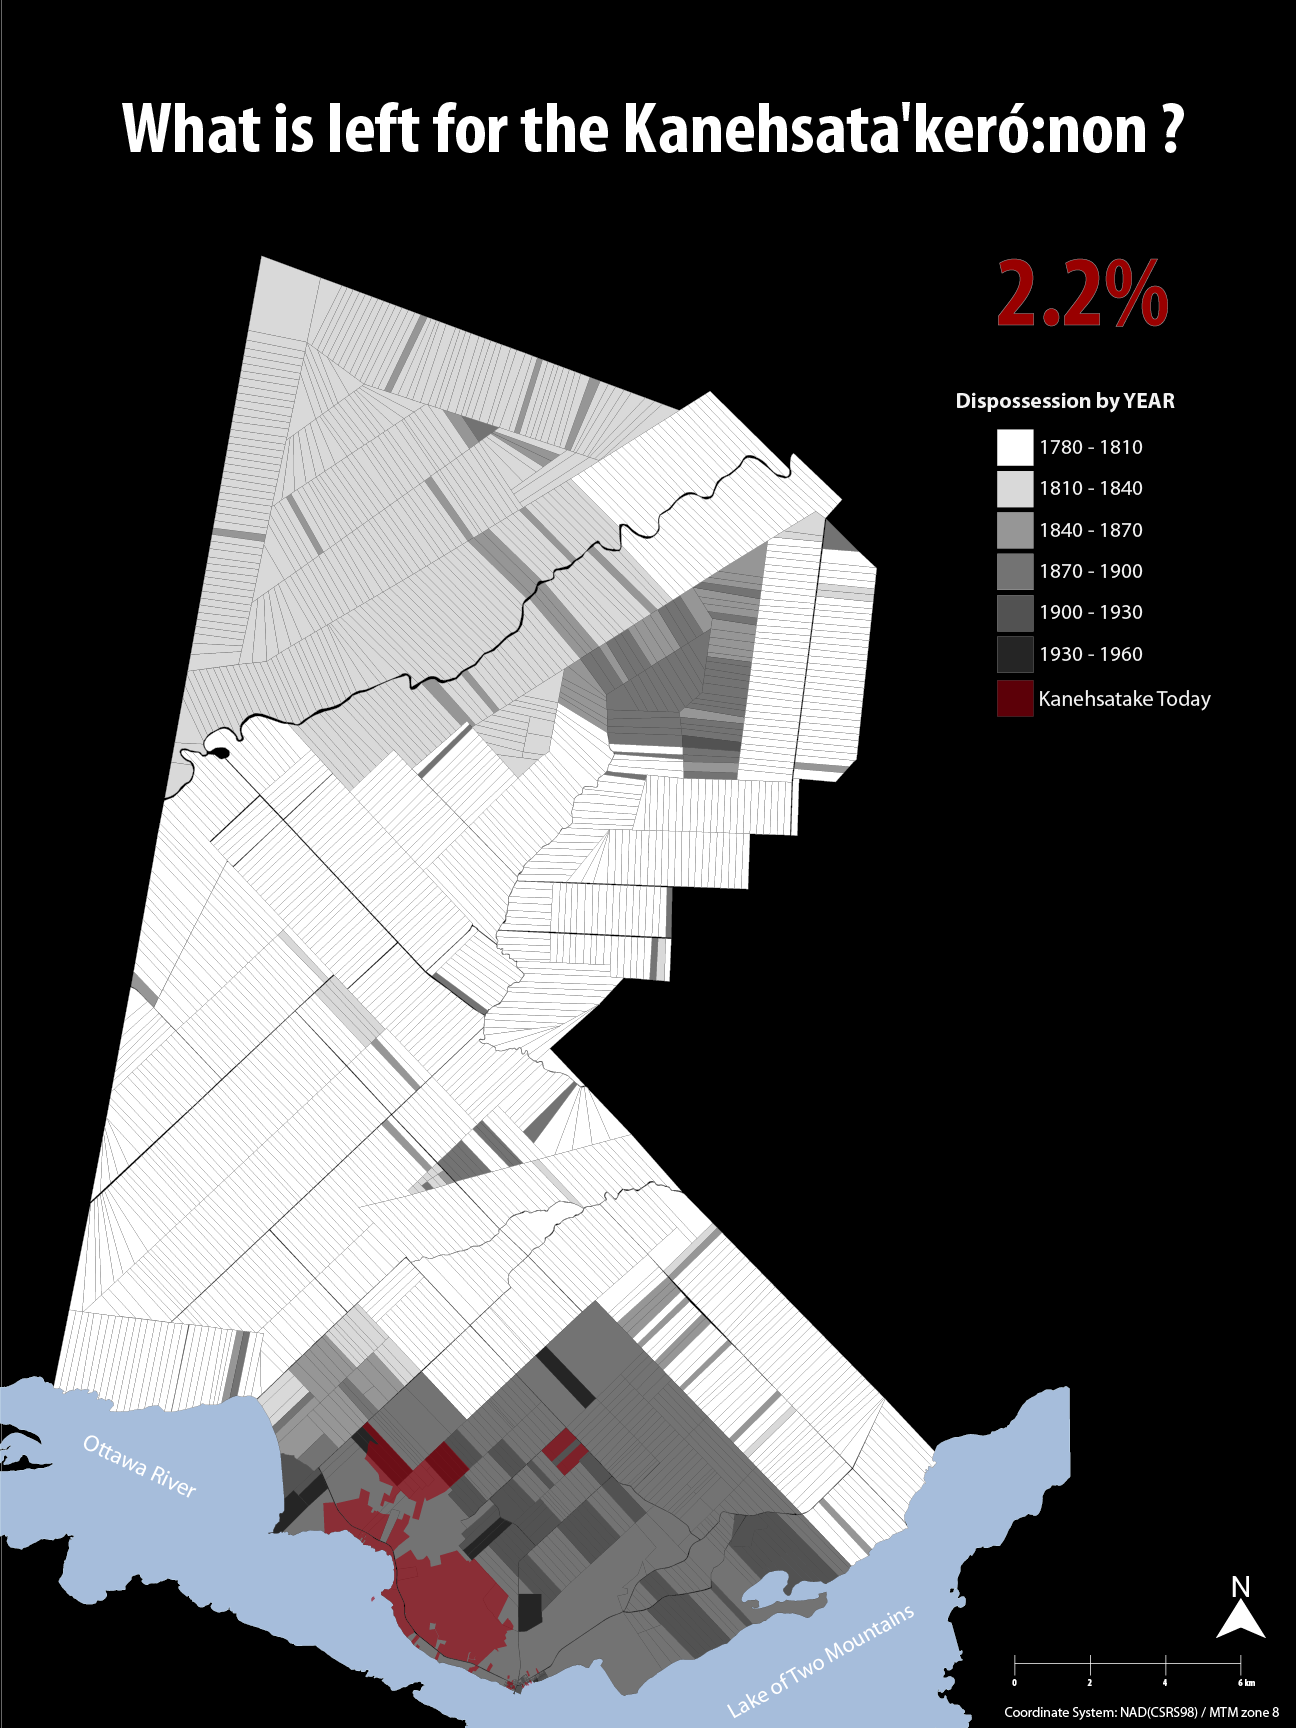 What is left for the Kanehsata'keró:non ?
2.2%
Dispossession by YEAR
1780 - 1810
1810 - 1840
1840 - 1870
1870 - 1900
1900 - 1930
1930 - 1960
Kanehsatake Today
Ottawa River
Lake of Two Mountains
N
0 2 4 6 km
Coordinate System: NAD(CSRS98) / MTM zone 8